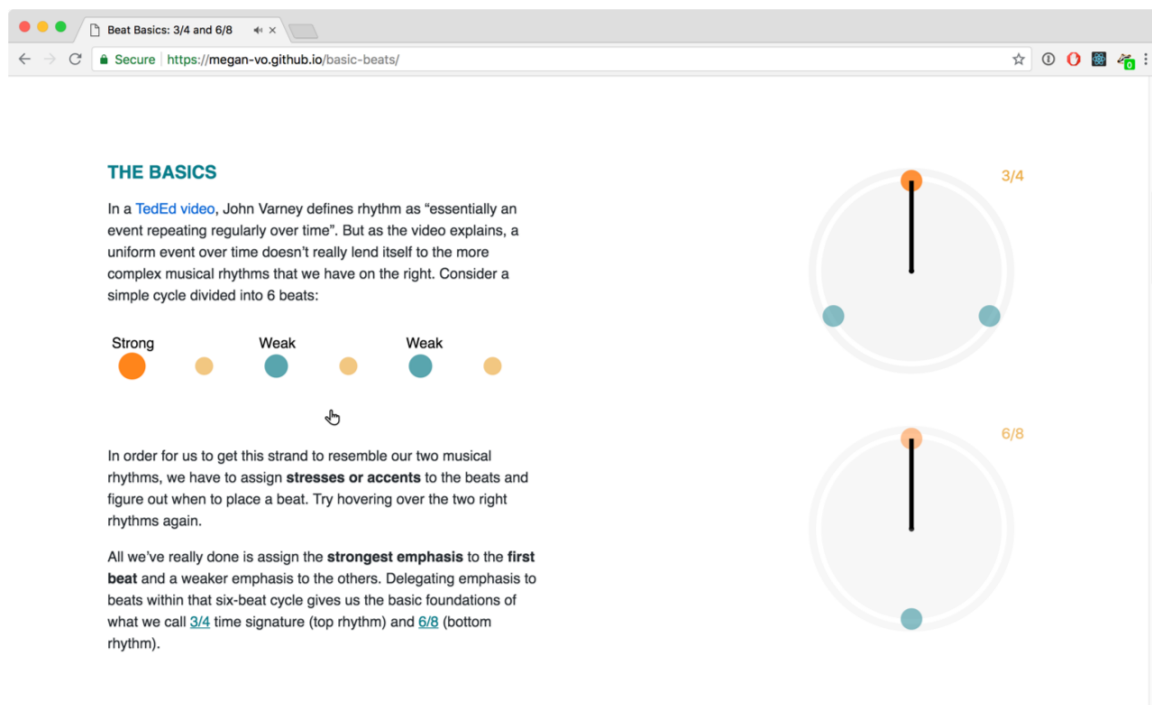 Beat Basics: 3/4 and 6/8
Secure https://megan-vo.github.io/basic-beats/
THE BASICS
In a TedEd video, John Varney defines rhythm as “essentially an
event repeating regularly over time”. But as the video explains, a
uniform event over time doesn’t really lend itself to the more
complex musical rhythms that we have on the right. Consider a
simple cycle divided into 6 beats:
Strong Weak Weak
In order for us to get this strand to resemble our two musical
rhythms, we have to assign stresses or accents to the beats and
figure out when to place a beat. Try hovering over the two right
rhythms again.
All we’ve really done is assign the strongest emphasis to the first
beat and a weaker emphasis to the others. Delegating emphasis to
beats within that six-beat cycle gives us the basic foundations of
what we call 3/4 time signature (top rhythm) and 6/8 (bottom
rhythm).
3/4
6/8
0